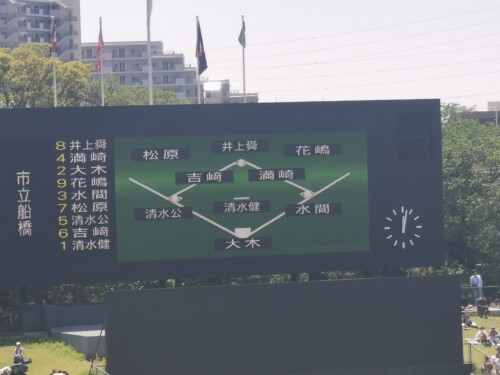 市立船橋
8 井上舜
4 満崎
2 大木
9 花嶋
3 水間
7 松原
5 清水公
6 吉﨑
1 清水健
松原 井上舜 花嶋
吉﨑 満崎
清水公 清水健 水間
大木